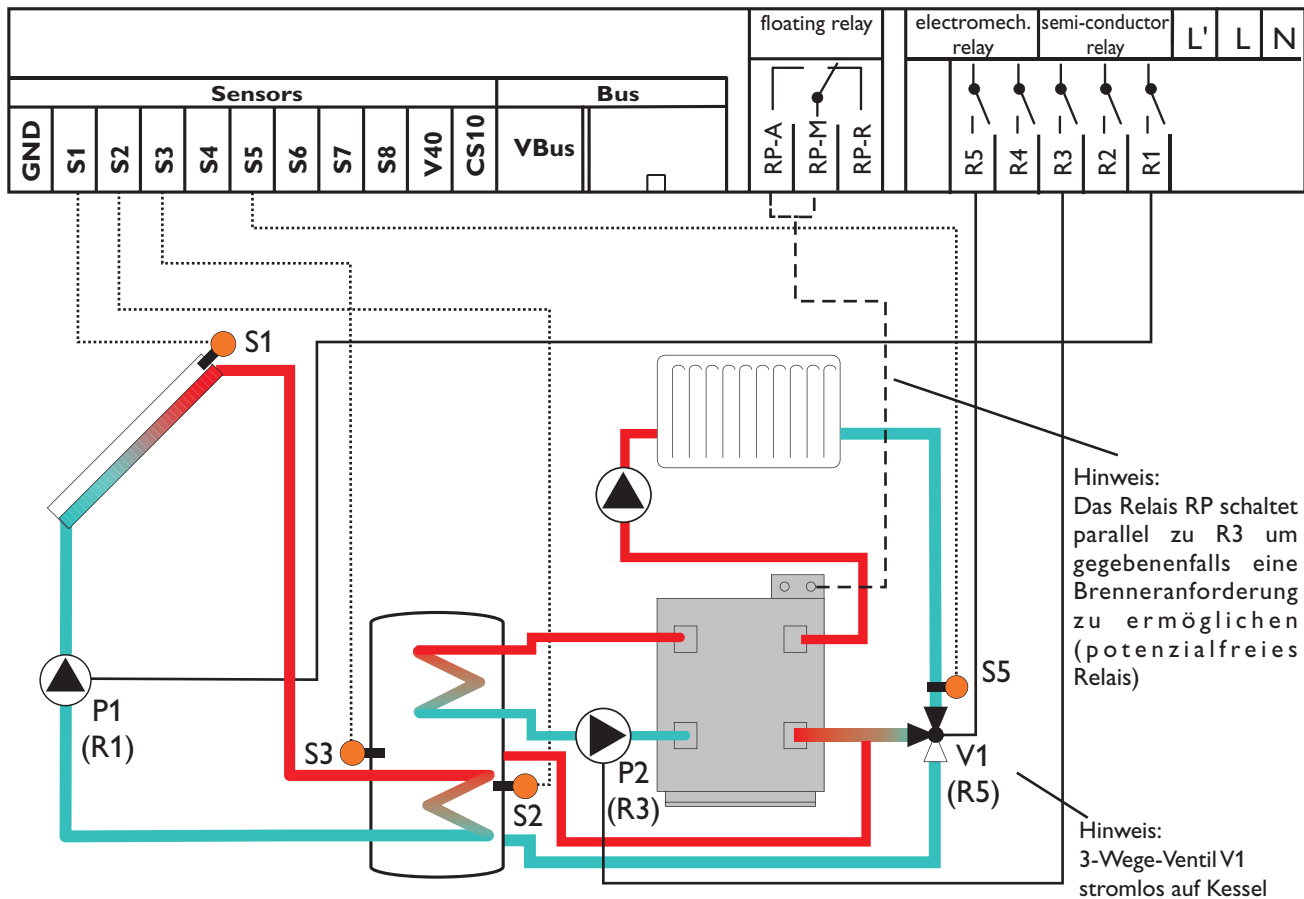 floating relay
electromech.
relay
semi-conductor
relay
L'
L
N
Sensors
Bus
GND
S1
S2
S3
S4
S5
S6
S7
S8
V40
CS10
VBus
RP-A
RP-M
RP-R
R5
R4
R3
R2
R1
S1
Hinweis:
Das Relais RP schaltet
parallel zu R3 um
gegebenenfalls eine
Brenneranforderung
zu ermöglichen
(potenzialfreies
Relais)
S5
P1
(R1)
S3
S2
P2
(R3)
V1
(R5)
Hinweis:
3-Wege-Ventil V1
stromlos auf Kessel